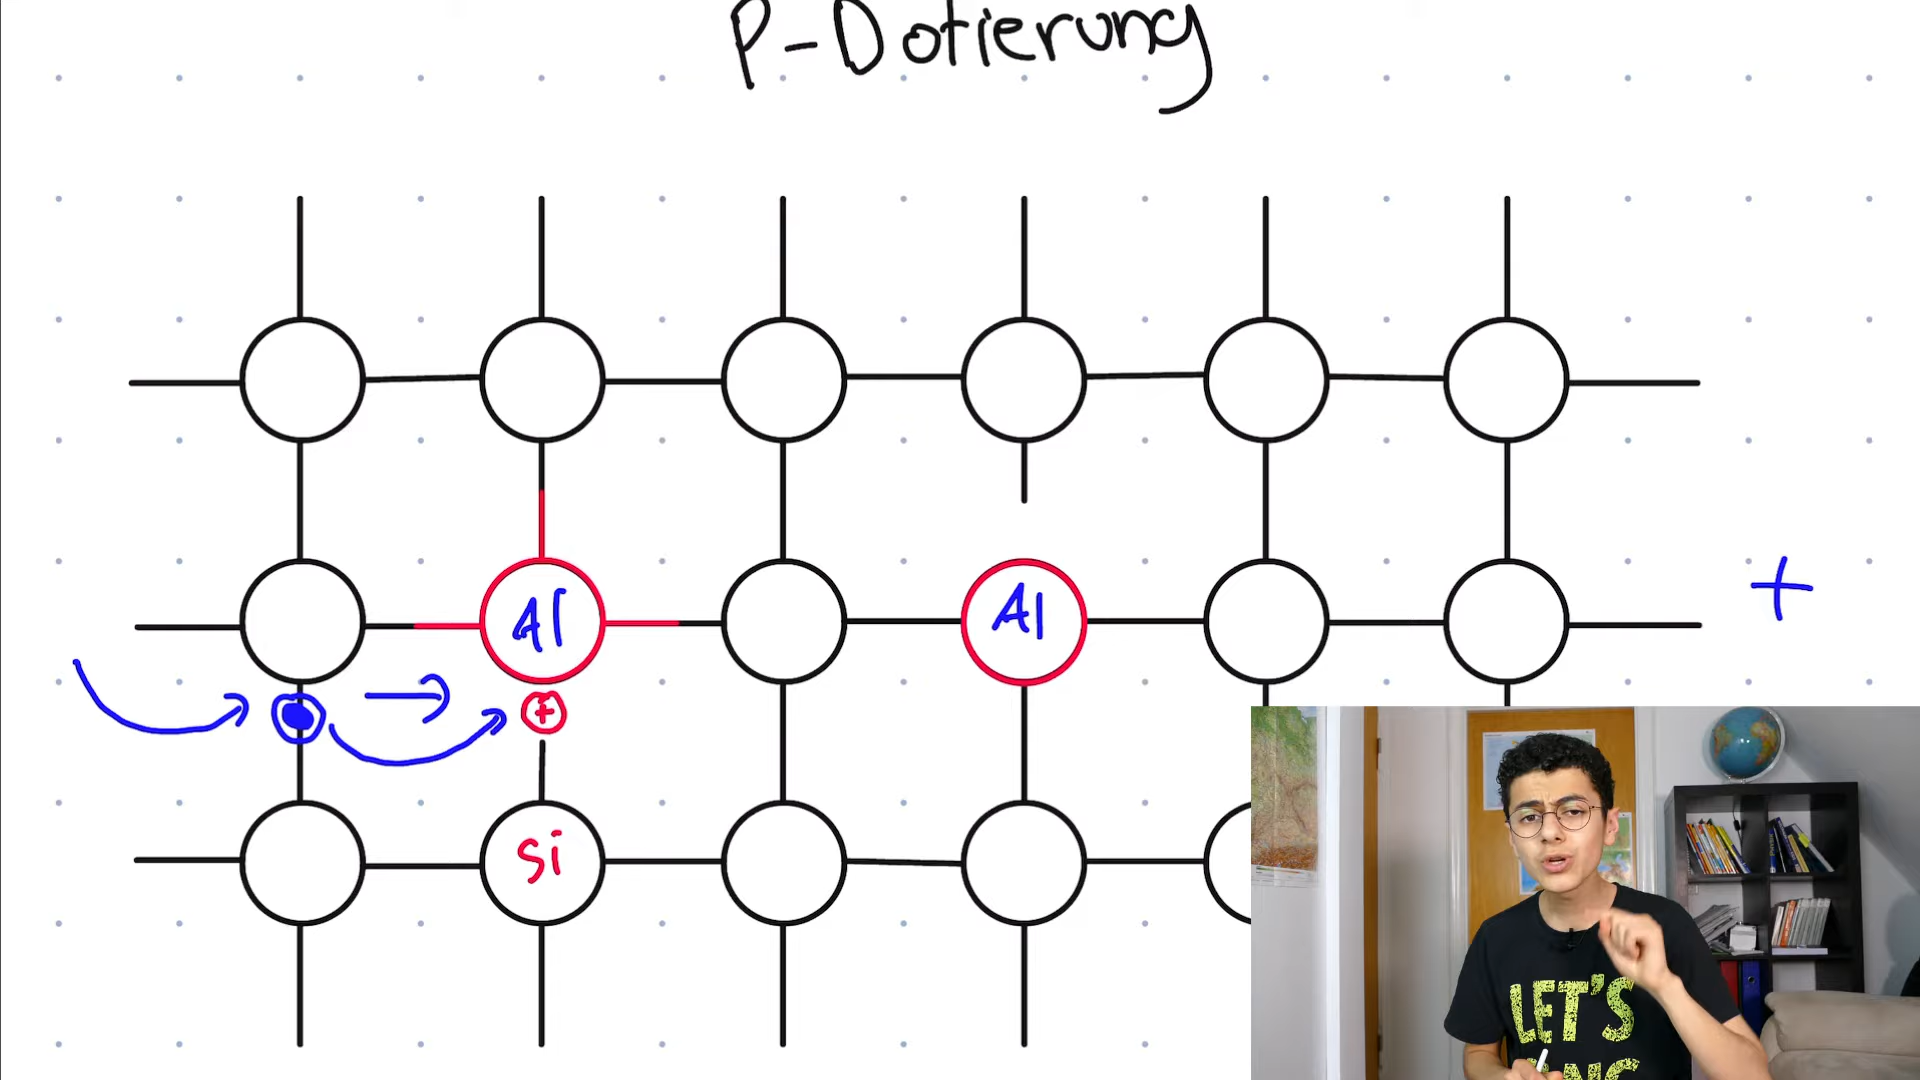 P-Dotierung
Al
Al
+
+
Si
LET'S